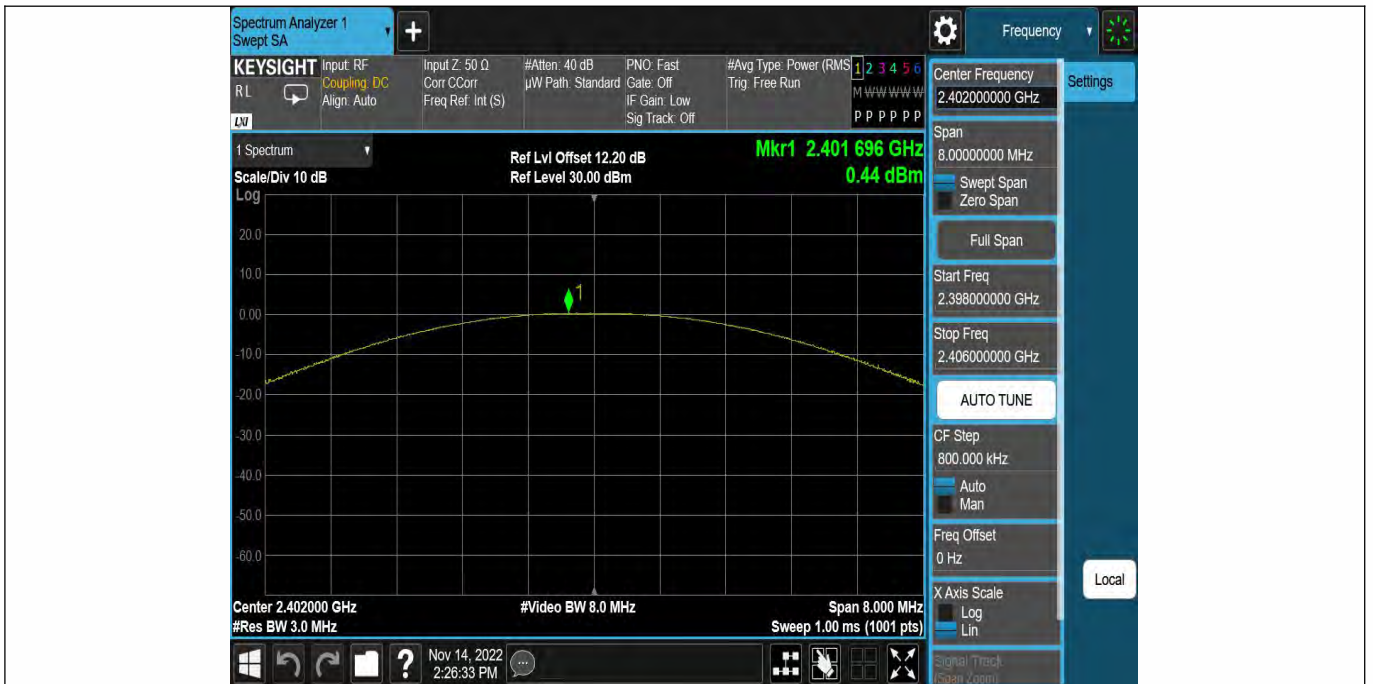 Spectrum Analyzer 1
Swept SA
+
Frequency
KEYSIGHT
RL
LXI
Input: RF
Coupling: DC
Align: Auto
Input Z: 50 Ω
Corr CCorr
Freq Ref: Int (S)
#Atten: 40 dB
µW Path: Standard
PNO: Fast
Gate: Off
IF Gain: Low
Sig Track: Off
#Avg Type: Power (RMS
Trig: Free Run
1 2 3 4 5 6
M W W W W W
P P P P P P
1 Spectrum
Scale/Div 10 dB
Ref Lvl Offset 12.20 dB
Ref Level 30.00 dBm
Mkr1 2.401 696 GHz
0.44 dBm
Log
20.0
10.0
0.00
-10.0
-20.0
-30.0
-40.0
-50.0
-60.0
1
Center 2.402000 GHz
#Res BW 3.0 MHz
#Video BW 8.0 MHz
Span 8.000 MHz
Sweep 1.00 ms (1001 pts)
Center Frequency
2.402000000 GHz
Settings
Span
8.00000000 MHz
Swept Span
Zero Span
Full Span
Start Freq
2.398000000 GHz
Stop Freq
2.406000000 GHz
AUTO TUNE
CF Step
800.000 kHz
Auto
Man
Freq Offset
0 Hz
X Axis Scale
Log
Lin
Signal Track
(Span Zoom)
Local
?
Nov 14, 2022
2:26:33 PM